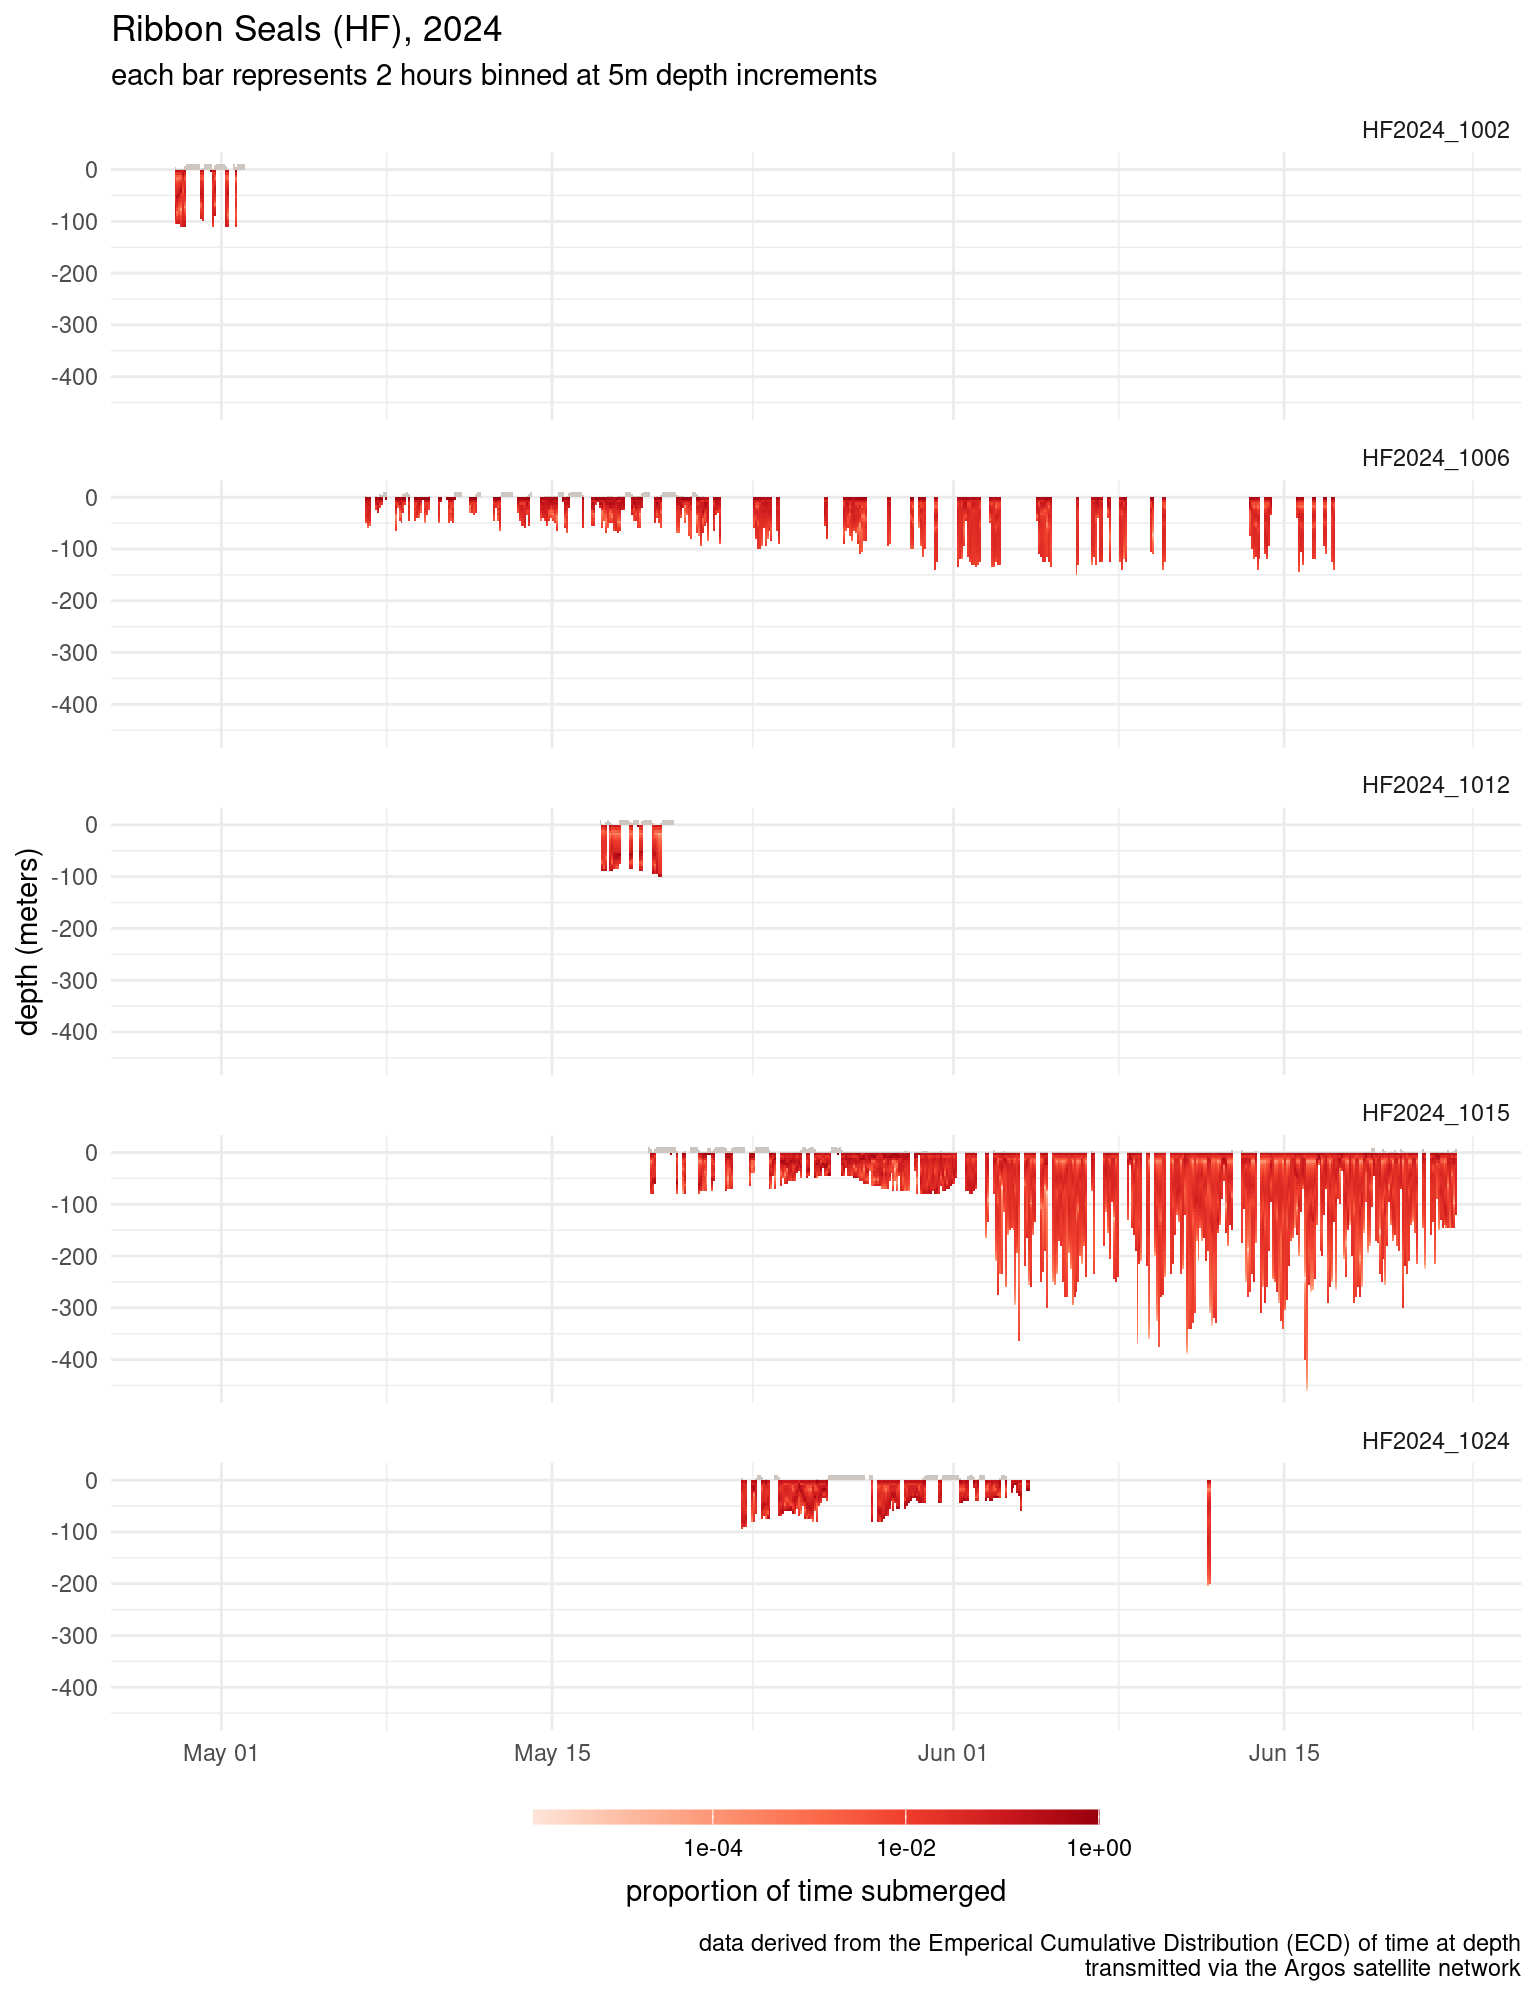 Ribbon Seals (HF), 2024
each bar represents 2 hours binned at 5m depth increments
HF2024_1002
0
-100
-200
-300
-400
HF2024_1006
0
-100
-200
-300
-400
HF2024_1012
0
-100
-200
-300
-400
depth (meters)
HF2024_1015
0
-100
-200
-300
-400
HF2024_1024
0
-100
-200
-300
-400
May 01 May 15 Jun 01 Jun 15
1e-04 1e-02 1e+00
proportion of time submerged
data derived from the Emperical Cumulative Distribution (ECD) of time at depth
transmitted via the Argos satellite network